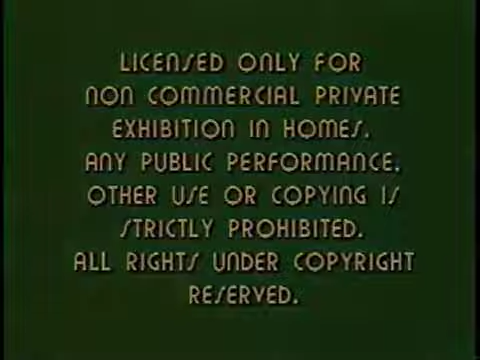 LICENSED ONLY FOR
NON COMMERCIAL PRIVATE
EXHIBITION IN HOMES.
ANY PUBLIC PERFORMANCE,
OTHER USE OR COPYING IS
STRICTLY PROHIBITED.
ALL RIGHTS UNDER COPYRIGHT
RESERVED.